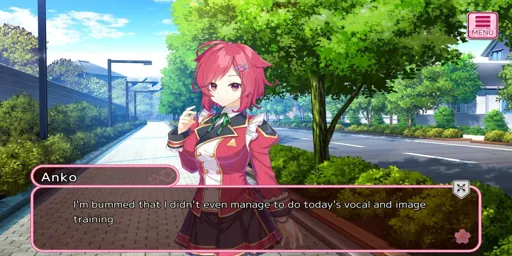 MENU
Anko
I'm bummed that I didn't even manage to do today's vocal and image
training.